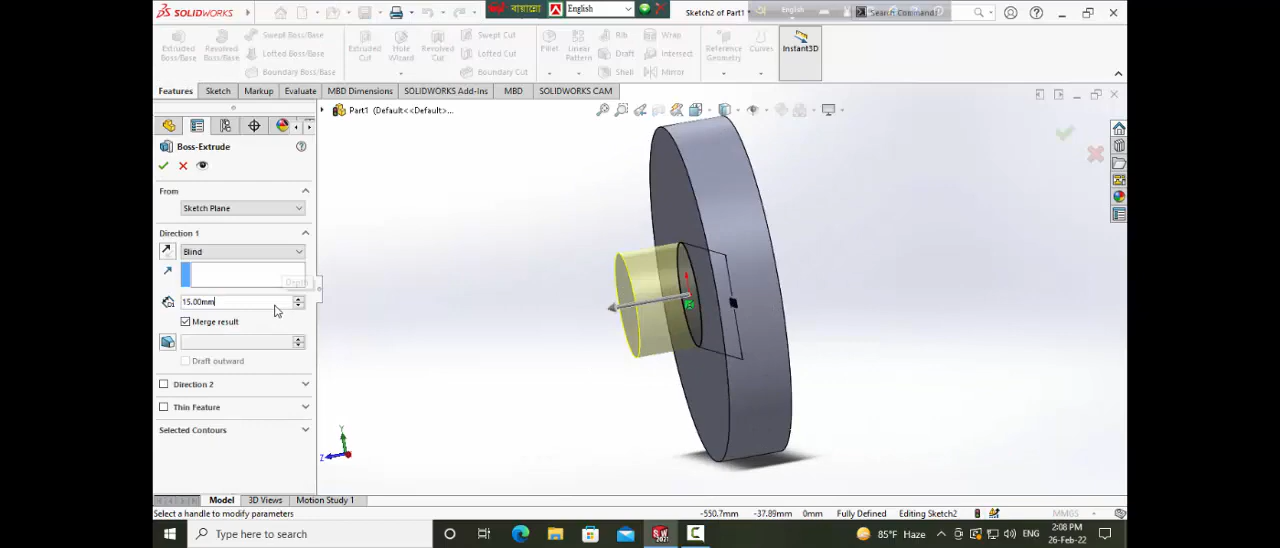 SOLIDWORKS
বায়ান্নো
English
Sketch2 of Part1
English
Search Commands
Extruded Boss/Base
Revolved Boss/Base
Swept Boss/Base
Lofted Boss/Base
Boundary Boss/Base
Extruded Cut
Hole Wizard
Revolved Cut
Swept Cut
Lofted Cut
Boundary Cut
Fillet
Linear Pattern
Rib
Draft
Shell
Wrap
Intersect
Mirror
Reference Geometry
Curves
Instant3D
Features
Sketch
Markup
Evaluate
MBD Dimensions
SOLIDWORKS Add-Ins
MBD
SOLIDWORKS CAM
Part1 (Default<<Default>...
Boss-Extrude
From
Sketch Plane
Direction 1
Blind
Depth
15.00mm
Merge result
Draft outward
Direction 2
Thin Feature
Selected Contours
Y
Z
Model
3D Views
Motion Study 1
Select a handle to modify parameters
-550.7mm
-37.89mm
0mm
Fully Defined
Editing Sketch2
MMGS
Type here to search
85°F Haze
ENG
2:08 PM
26-Feb-22